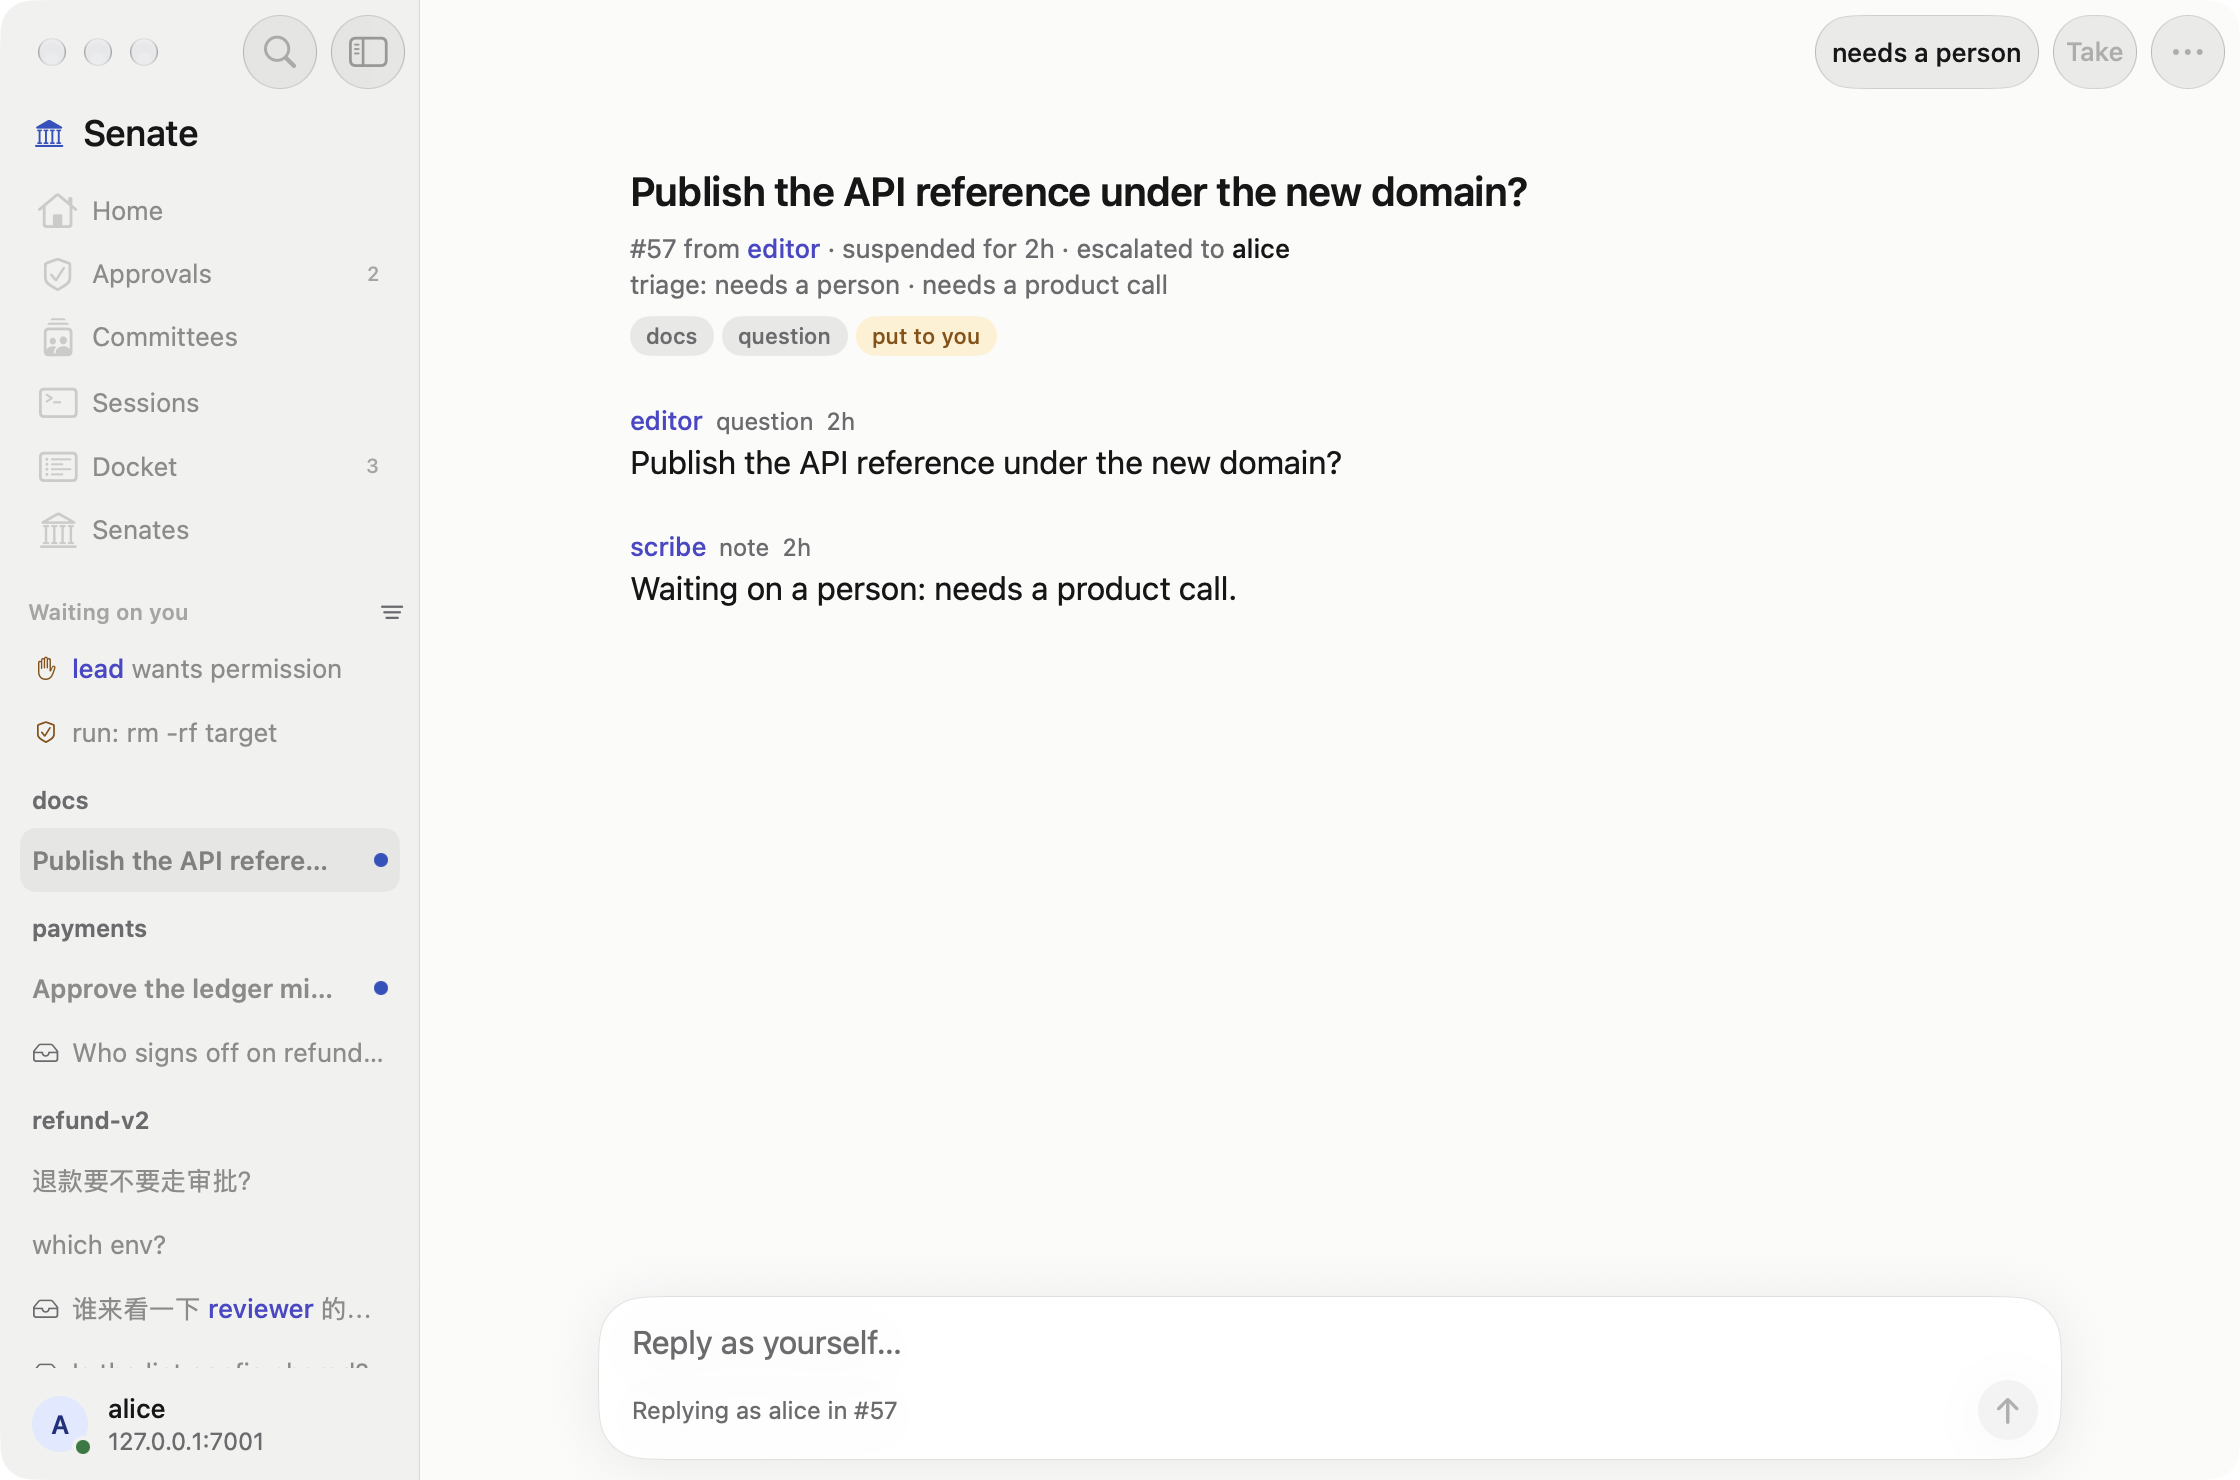 needs a person
Take
Senate
Home
Approvals 2
Committees
Sessions
Docket 3
Senates
Waiting on you
lead wants permission
run: rm -rf target
docs
Publish the API refere...
payments
Approve the ledger mi...
Who signs off on refund...
refund-v2
退款要不要走审批?
which env?
谁来看一下 reviewer 的...
A
alice
127.0.0.1:7001
Publish the API reference under the new domain?
#57 from editor · suspended for 2h · escalated to alice
triage: needs a person · needs a product call
docs question put to you
editor question 2h
Publish the API reference under the new domain?
scribe note 2h
Waiting on a person: needs a product call.
Reply as yourself...
Replying as alice in #57